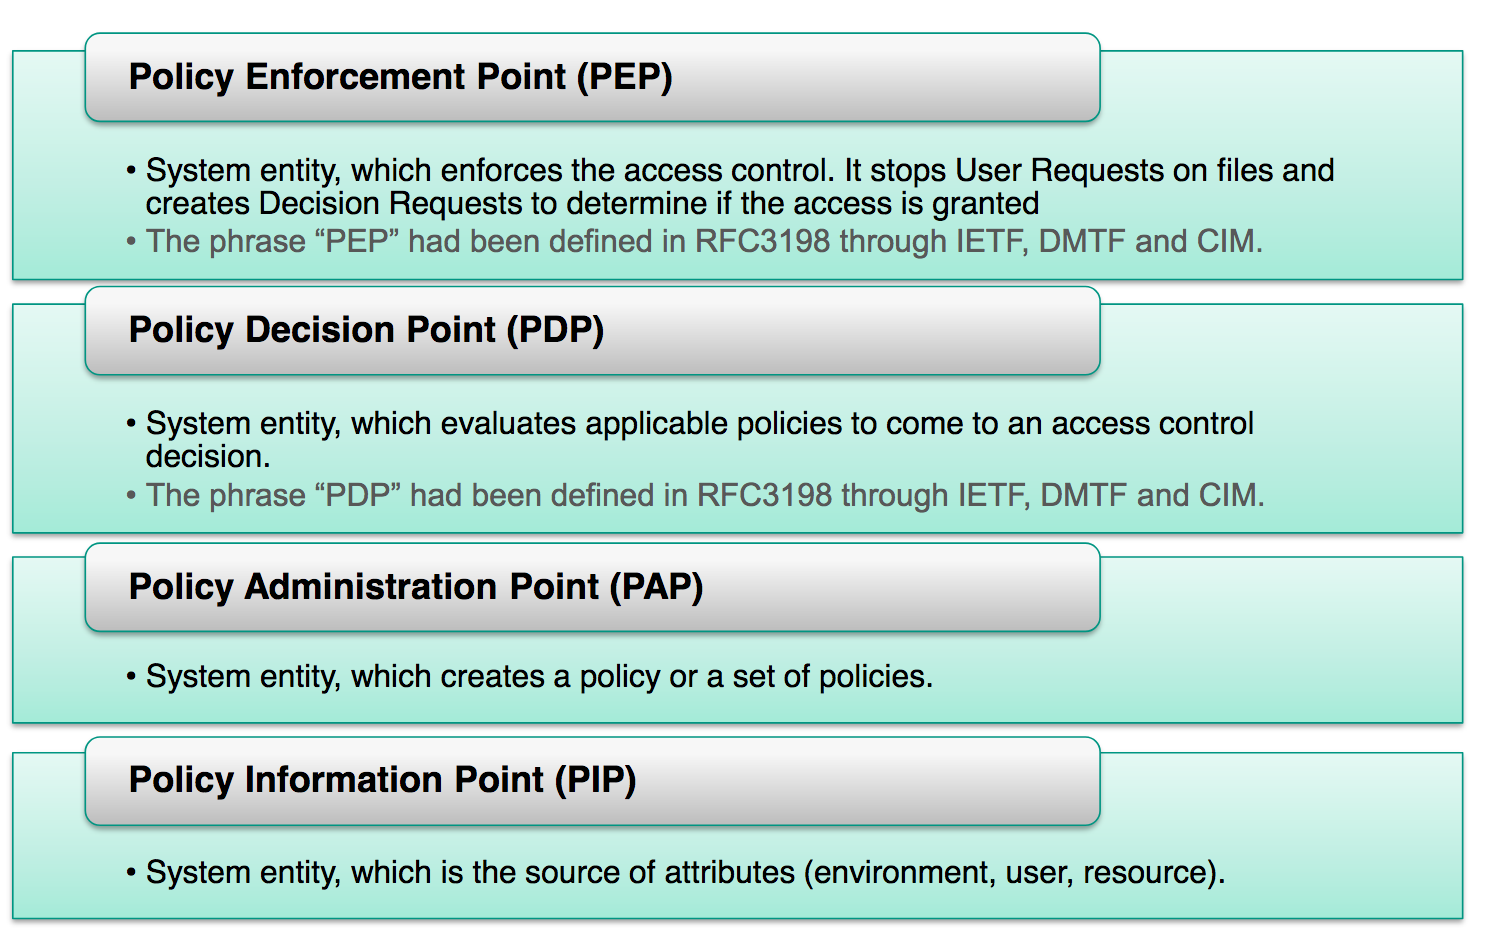 Policy Enforcement Point (PEP)
• System entity, which enforces the access control. It stops User Requests on files and
creates Decision Requests to determine if the access is granted
• The phrase “PEP” had been defined in RFC3198 through IETF, DMTF and CIM.
Policy Decision Point (PDP)
• System entity, which evaluates applicable policies to come to an access control
decision.
• The phrase “PDP” had been defined in RFC3198 through IETF, DMTF and CIM.
Policy Administration Point (PAP)
• System entity, which creates a policy or a set of policies.
Policy Information Point (PIP)
• System entity, which is the source of attributes (environment, user, resource).